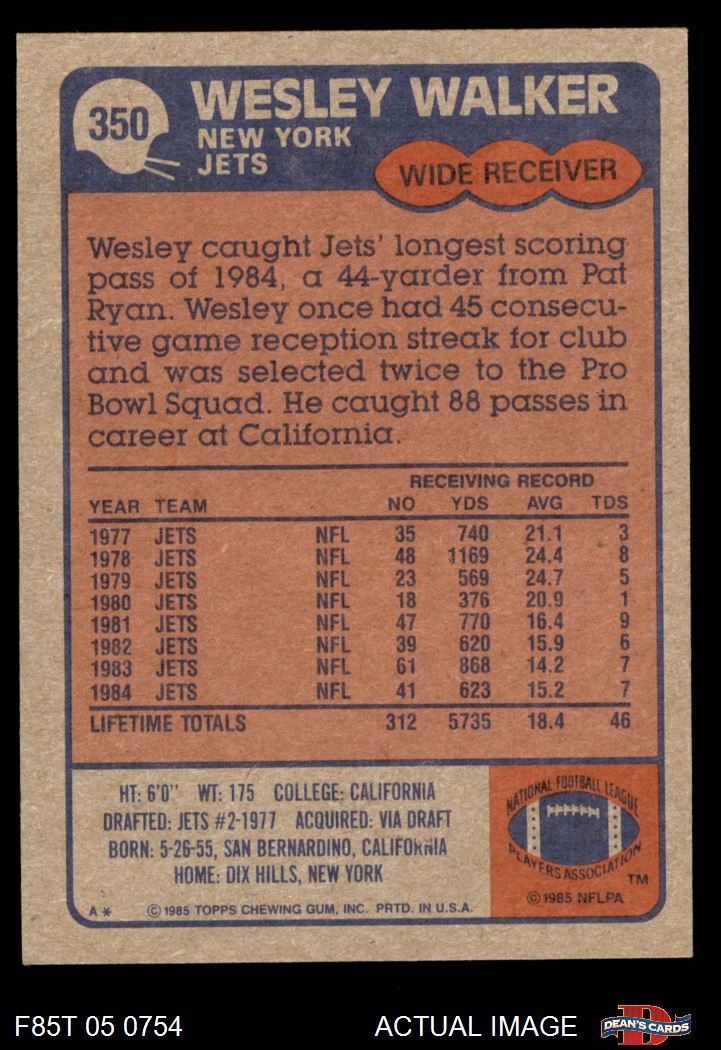 350
WESLEY WALKER
NEW YORK
JETS
WIDE RECEIVER
Wesley caught Jets' longest scoring
pass of 1984, a 44-yarder from Pat
Ryan. Wesley once had 45 consecu-
tive game reception streak for club
and was selected twice to the Pro
Bowl Squad. He caught 88 passes in
career at California.
RECEIVING RECORD
YEAR TEAM NO YDS AVG TDS
1977 JETS NFL 35 740 21.1 3
1978 JETS NFL 48 1169 24.4 8
1979 JETS NFL 23 569 24.7 5
1980 JETS NFL 18 376 20.9 1
1981 JETS NFL 47 770 16.4 9
1982 JETS NFL 39 620 15.9 6
1983 JETS NFL 61 868 14.2 7
1984 JETS NFL 41 623 15.2 7
LIFETIME TOTALS 312 5735 18.4 46
HT: 6'0" WT: 175 COLLEGE: CALIFORNIA
DRAFTED: JETS #2-1977 ACQUIRED: VIA DRAFT
BORN: 5-26-55, SAN BERNARDINO, CALIFORNIA
HOME: DIX HILLS, NEW YORK
A * © 1985 TOPPS CHEWING GUM, INC. PRTD. IN U.S.A.
NATIONAL FOOTBALL LEAGUE
PLAYERS ASSOCIATION
TM
© 1985 NFLPA
F85T 05 0754 ACTUAL IMAGE
D
DEAN'S CARDS